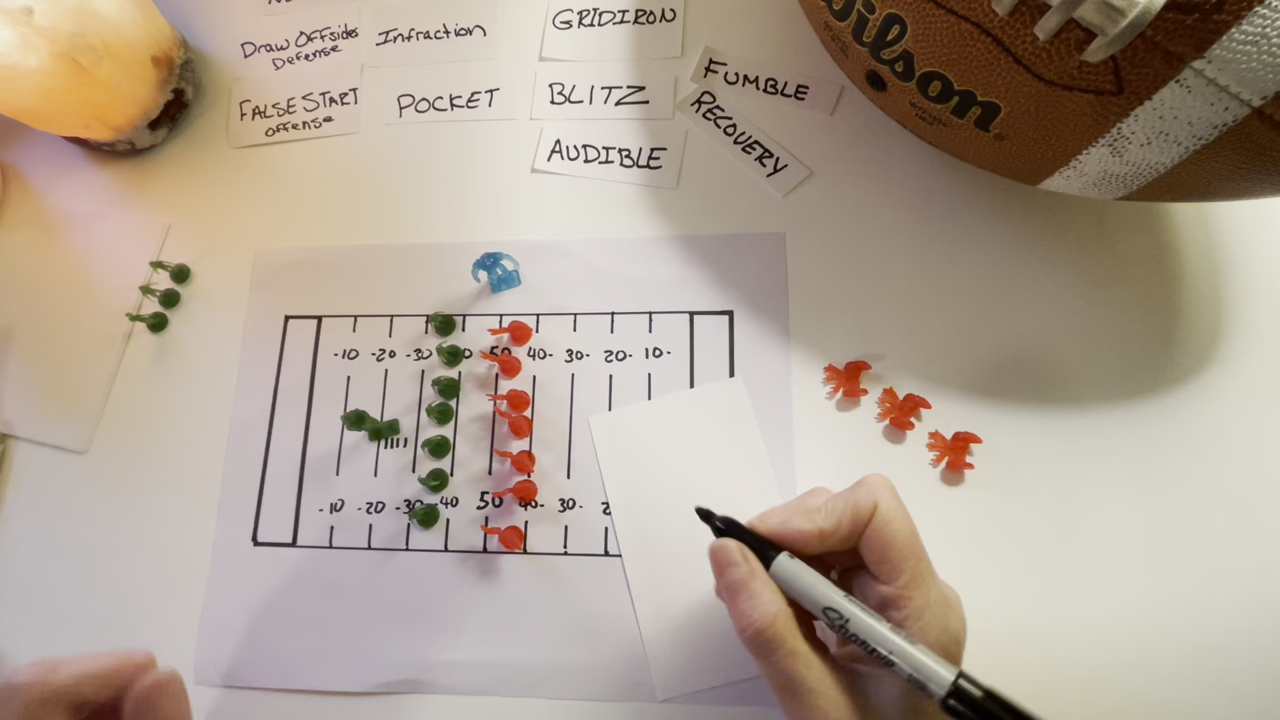 Draw Offsides
Defense
Infraction
GRIDIRON
FALSE START
offense
POCKET
BLITZ
FUMBLE
RECOVERY
AUDIBLE
Wilson
-10 -20 -30 50 40- 30- 20- 10-
-10 -20 -30 -40 50 40- 30-
Sharpie